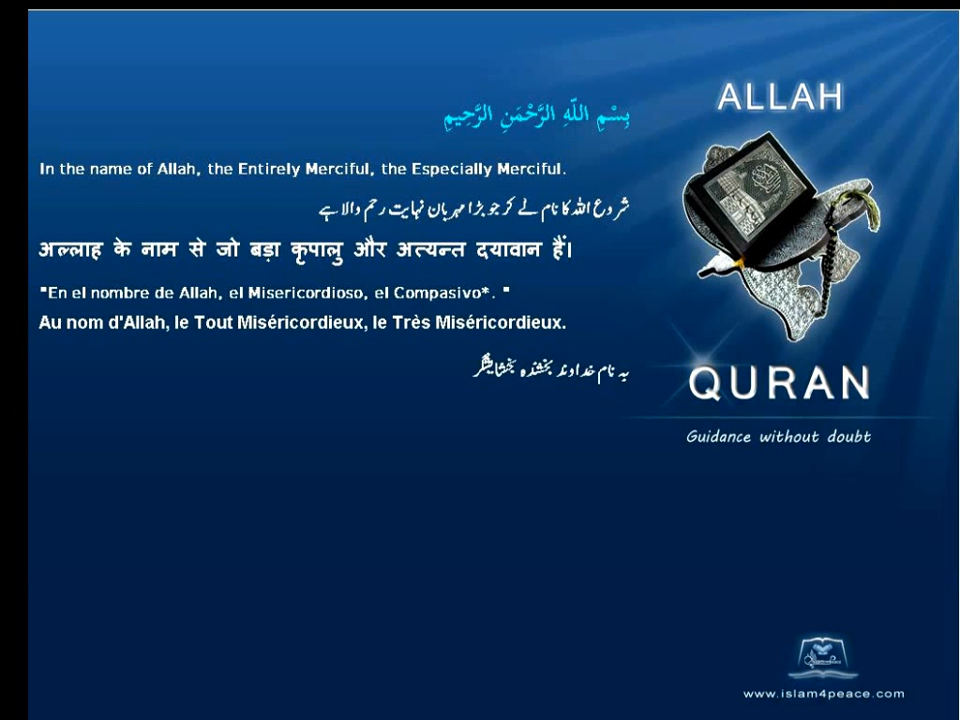 بِسْمِ اللّهِ الرَّحْمَنِ الرَّحِيمِ
In the name of Allah, the Entirely Merciful, the Especially Merciful.
شروع الله کا نام لے کر جو بڑا مہربان نہایت رحم والا ہے
अल्लाह के नाम से जो बड़ा कृपालु और अत्यन्त दयावान हैं।
"En el nombre de Allah, el Misericordioso, el Compasivo*. "
Au nom d'Allah, le Tout Miséricordieux, le Très Miséricordieux.
به نام خداوند بخشنده بخشایشگر
ALLAH
QURAN
Guidance without doubt
www.islam4peace.com